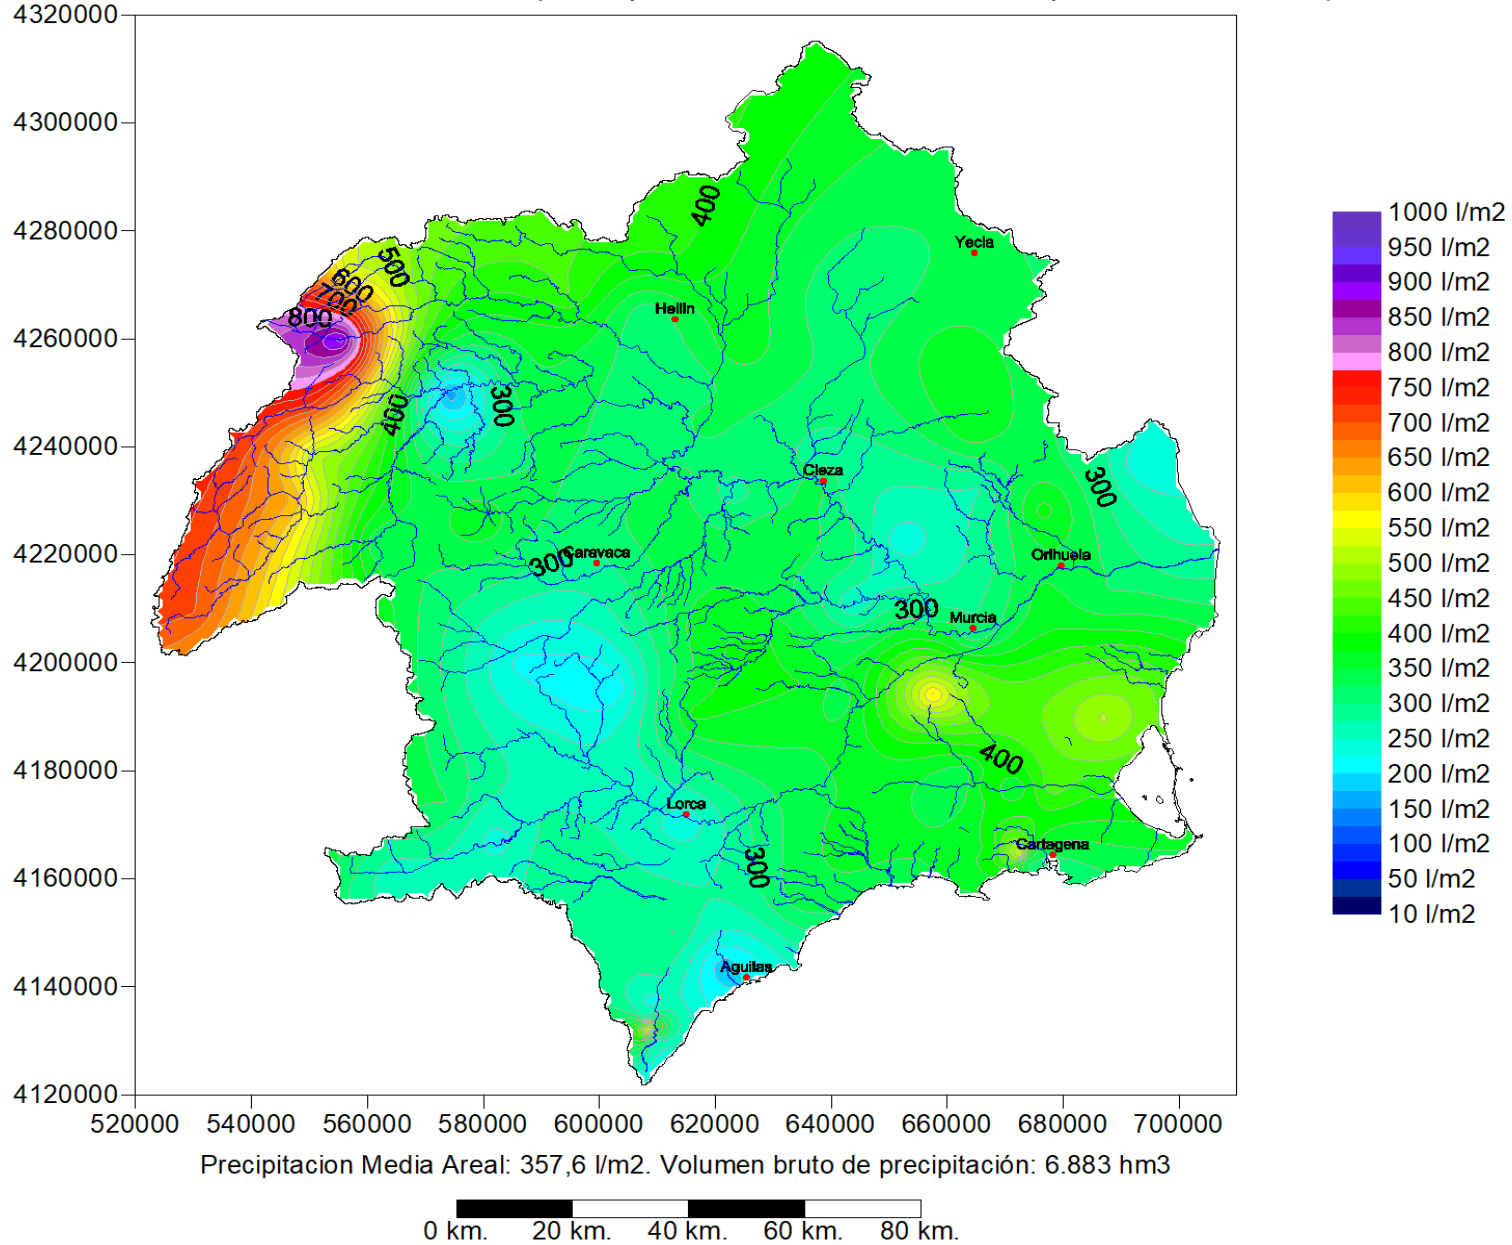 4320000
4300000
4280000
4260000
4240000
4220000
4200000
4180000
4160000
4140000
4120000
520000 540000 560000 580000 600000 620000 640000 660000 680000 700000
400
500
600
700
800
400
300
300
300
300
400
300
Yecla
Hellin
Cieza
Caravaca
Orihuela
Murcia
Lorca
Cartagena
Aguilas
1000 l/m2
950 l/m2
900 l/m2
850 l/m2
800 l/m2
750 l/m2
700 l/m2
650 l/m2
600 l/m2
550 l/m2
500 l/m2
450 l/m2
400 l/m2
350 l/m2
300 l/m2
250 l/m2
200 l/m2
150 l/m2
100 l/m2
50 l/m2
10 l/m2
Precipitacion Media Areal: 357,6 l/m2. Volumen bruto de precipitación: 6.883 hm3
0 km. 20 km. 40 km. 60 km. 80 km.